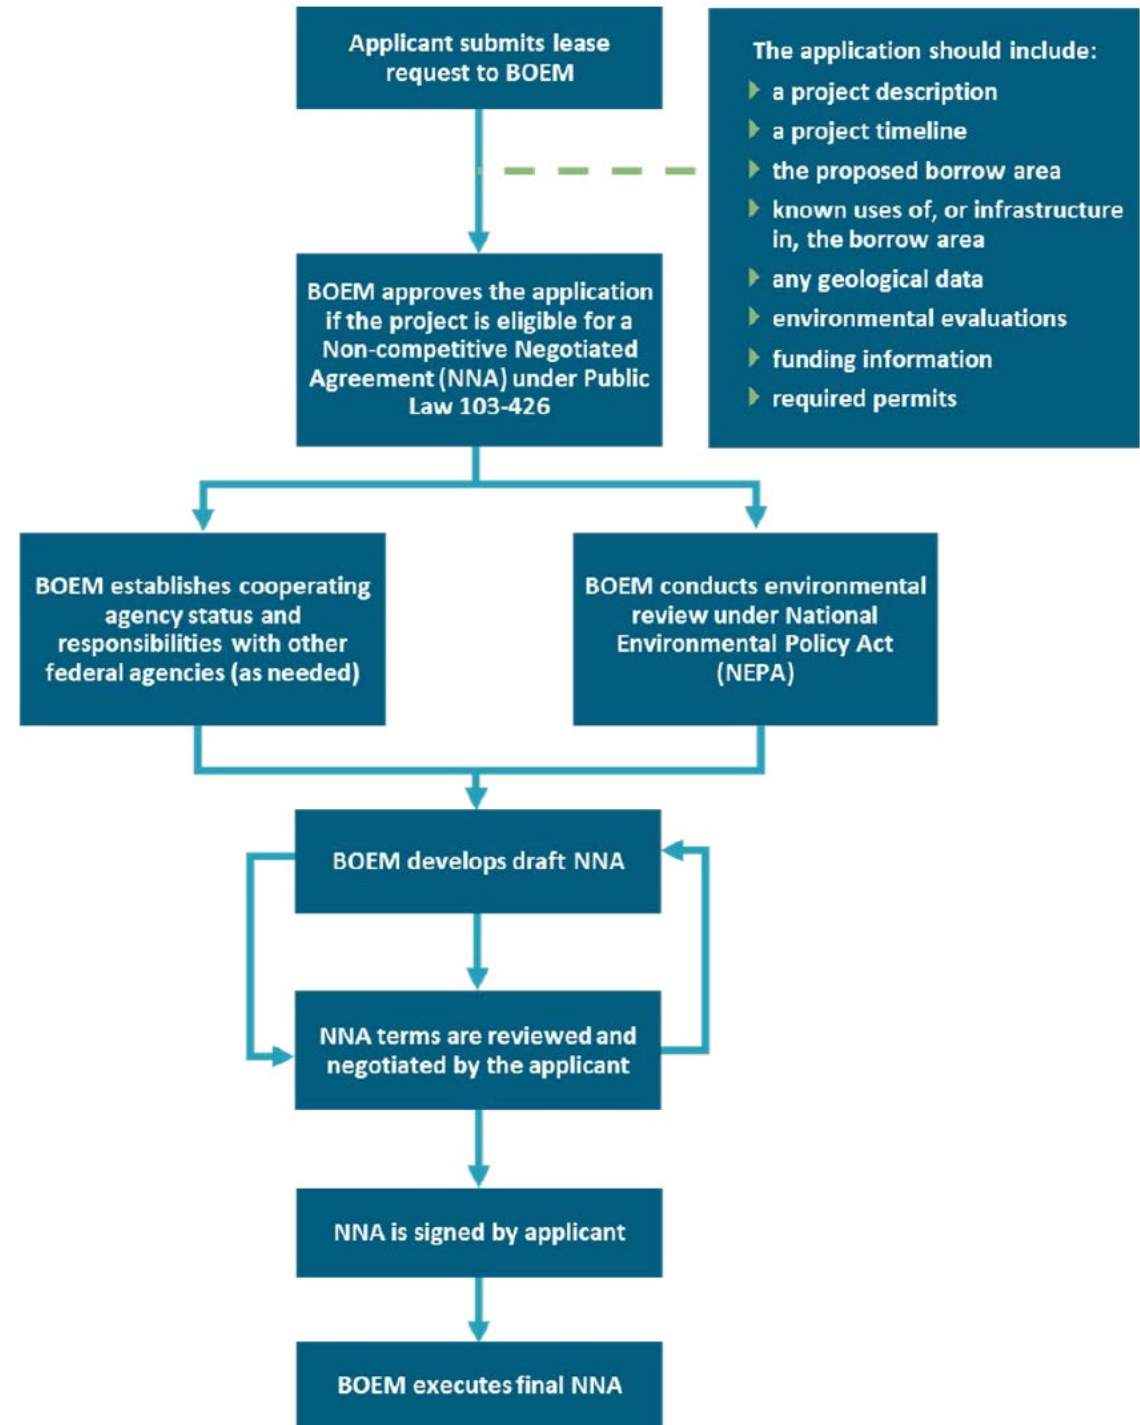 Applicant submits lease
request to BOEM
The application should include:
a project description
a project timeline
the proposed borrow area
known uses of, or infrastructure
in, the borrow area
any geological data
environmental evaluations
funding information
required permits
BOEM approves the application
if the project is eligible for a
Non-competitive Negotiated
Agreement (NNA) under Public
Law 103-426
BOEM establishes cooperating
agency status and
responsibilities with other
federal agencies (as needed)
BOEM conducts environmental
review under National
Environmental Policy Act
(NEPA)
BOEM develops draft NNA
NNA terms are reviewed and
negotiated by the applicant
NNA is signed by applicant
BOEM executes final NNA